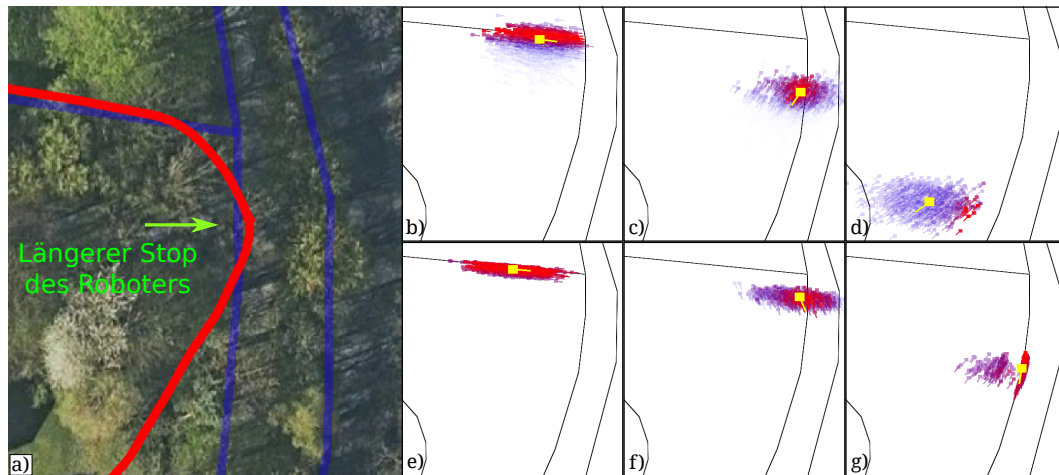 b)
c)
d)
Längerer Stop
des Roboters
a)
e)
f)
g)